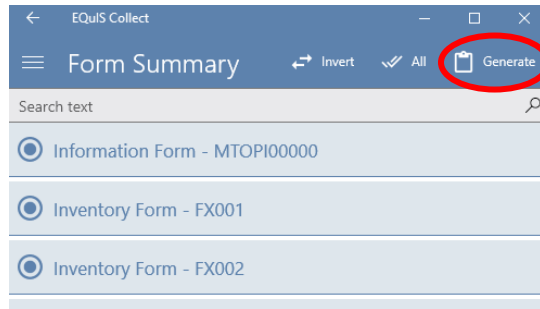 EQuIS Collect
Form Summary Invert All Generate
Search text
Information Form - MTOPI00000
Inventory Form - FX001
Inventory Form - FX002